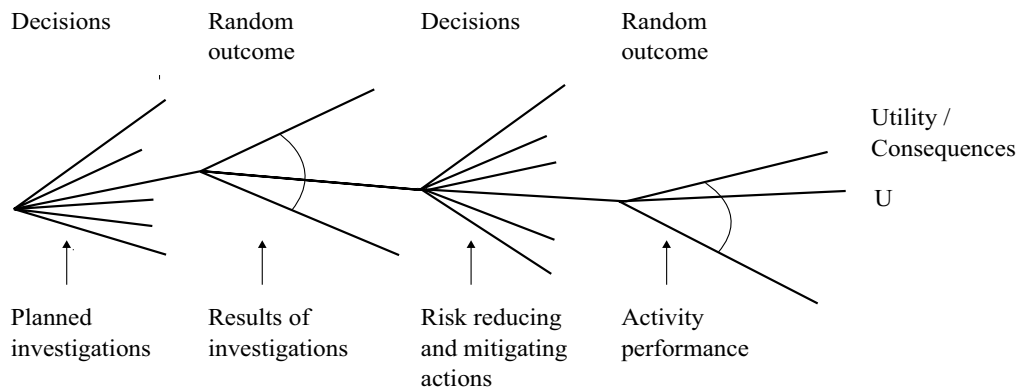 Decisions
Random
outcome
Decisions
Random
outcome
Utility /
Consequences
U
Planned
investigations
Results of
investigations
Risk reducing
and mitigating
actions
Activity
performance